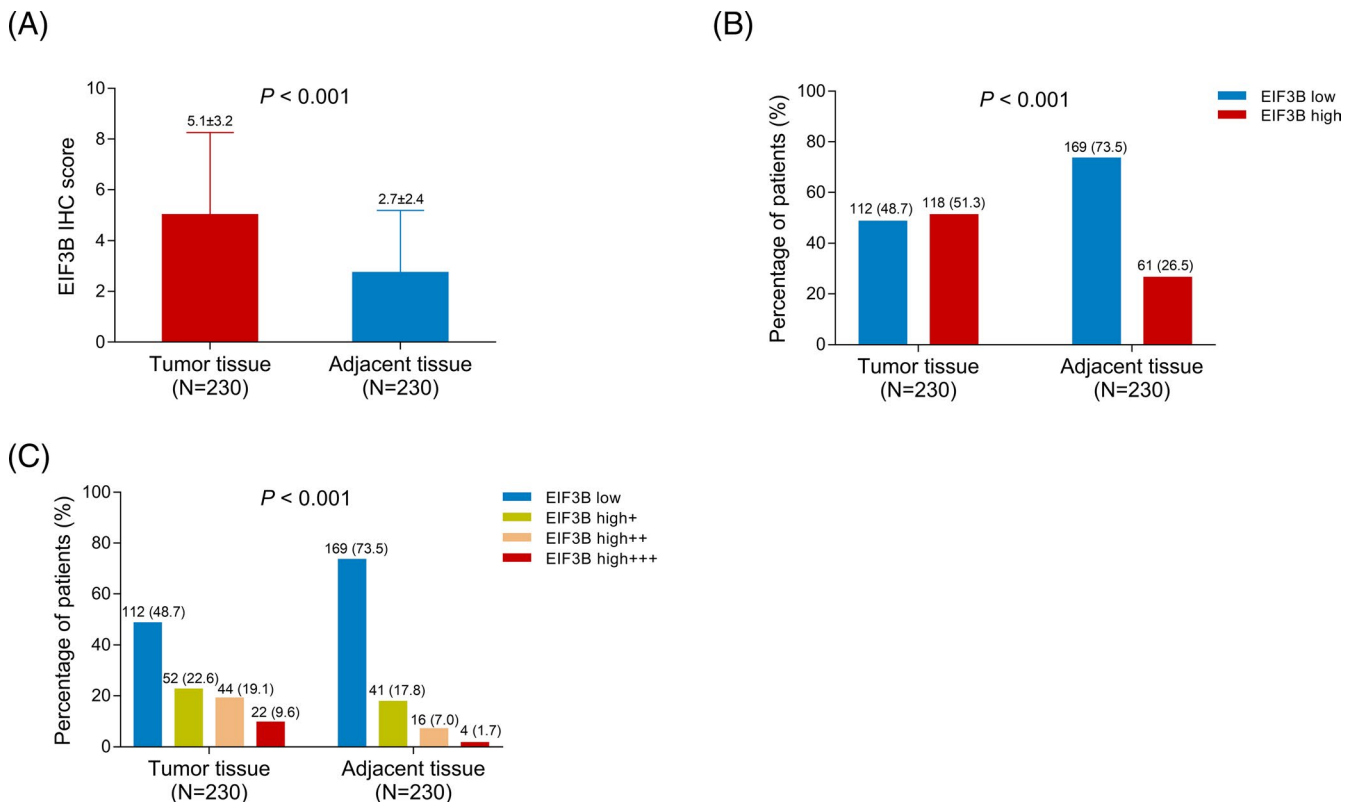 (A)
P < 0.001
EIF3B IHC score
10
8
6
4
2
0
5.1±3.2
2.7±2.4
Tumor tissue
(N=230)
Adjacent tissue
(N=230)
(B)
P < 0.001
Percentage of patients (%)
100
80
60
40
20
0
112 (48.7)
118 (51.3)
169 (73.5)
61 (26.5)
Tumor tissue
(N=230)
Adjacent tissue
(N=230)
EIF3B low
EIF3B high
(C)
P < 0.001
Percentage of patients (%)
100
80
60
40
20
0
112 (48.7)
52 (22.6)
44 (19.1)
22 (9.6)
169 (73.5)
41 (17.8)
16 (7.0)
4 (1.7)
Tumor tissue
(N=230)
Adjacent tissue
(N=230)
EIF3B low
EIF3B high+
EIF3B high++
EIF3B high+++